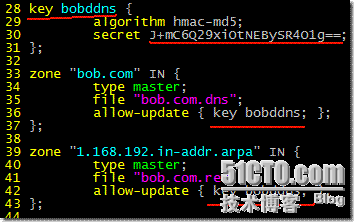 28 key bobddns {
29 algorithm hmac-md5;
30 secret J+mC6Q29xiOtNEBySR4O1g==;
31 };
32
33 zone "bob.com" IN {
34 type master;
35 file "bob.com.dns";
36 allow-update { key bobddns; };
37 };
38
39 zone "1.168.192.in-addr.arpa" IN {
40 type master;
41 file "bob.com.re
42 allow-update { key bobddns;
43 };
51CTO.com
技术博客 Blog